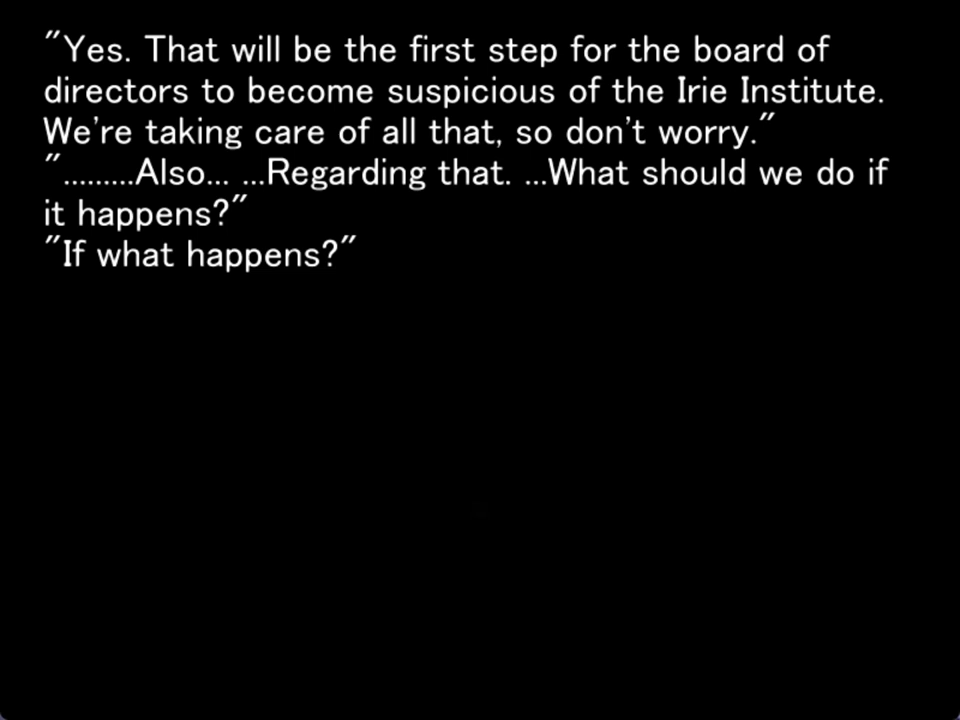 "Yes. That will be the first step for the board of
directors to become suspicious of the Irie Institute.
We're taking care of all that, so don't worry."
".........Also... ...Regarding that. ...What should we do if
it happens?"
"If what happens?"